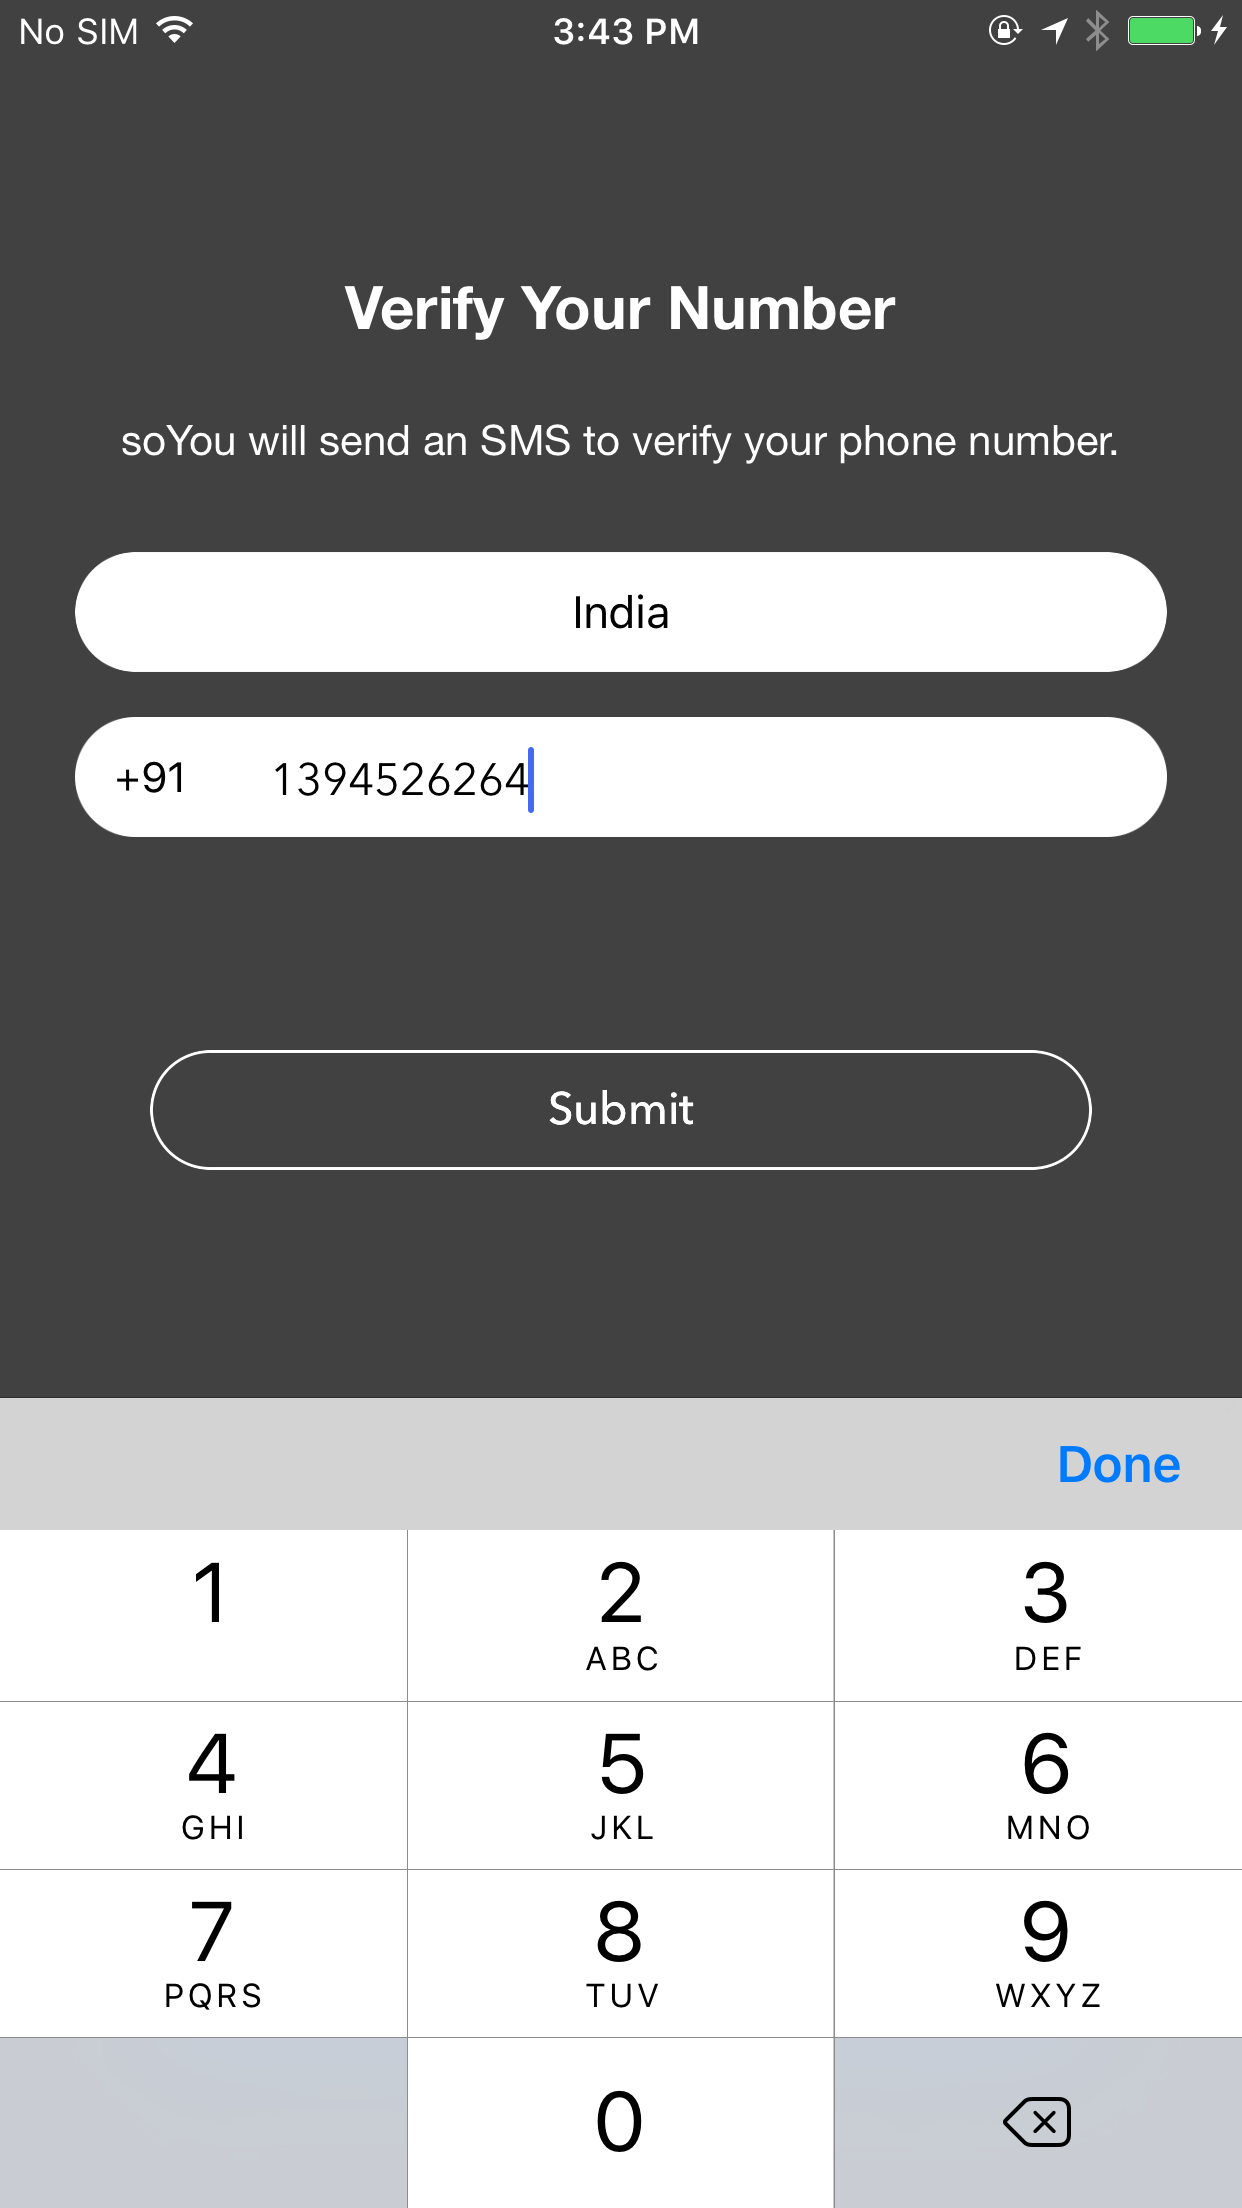 No SIM 3:43 PM
Verify Your Number
soYou will send an SMS to verify your phone number.
India
+91 1394526264
Submit
Done
1 2 3
ABC DEF
4 5 6
GHI JKL MNO
7 8 9
PQRS TUV WXYZ
0